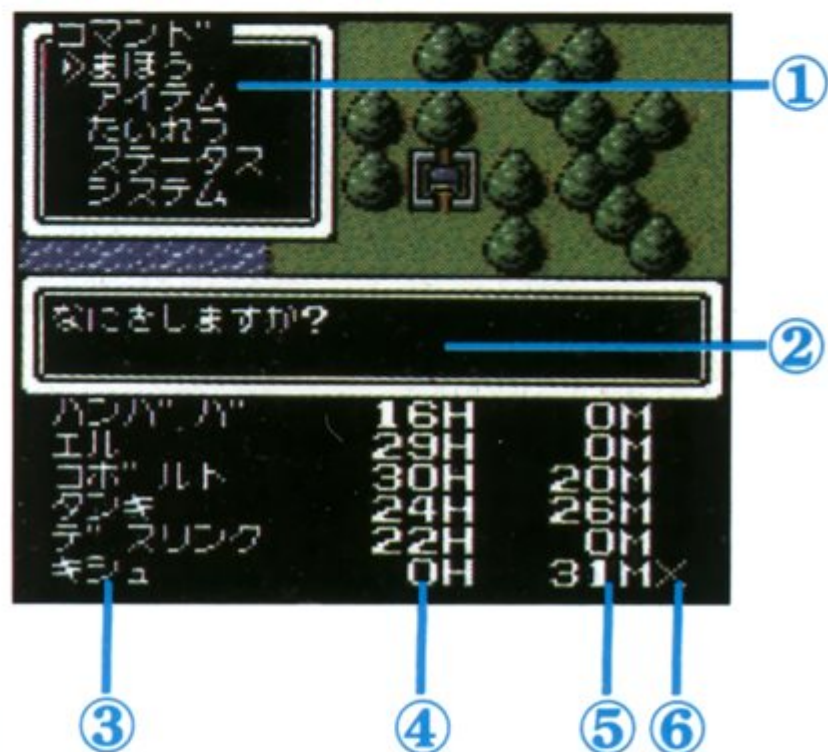 コマンド
▷まほう
アイテム
たいれつ
ステータス
システム
①
なにをしますか?
②
ハンババ 16H 0M
エル 29H 0M
コボルト 30H 20M
タンキ 24H 26M
デスリンク 22H 0M
キシュ 0H 31M×
③ ④ ⑤ ⑥